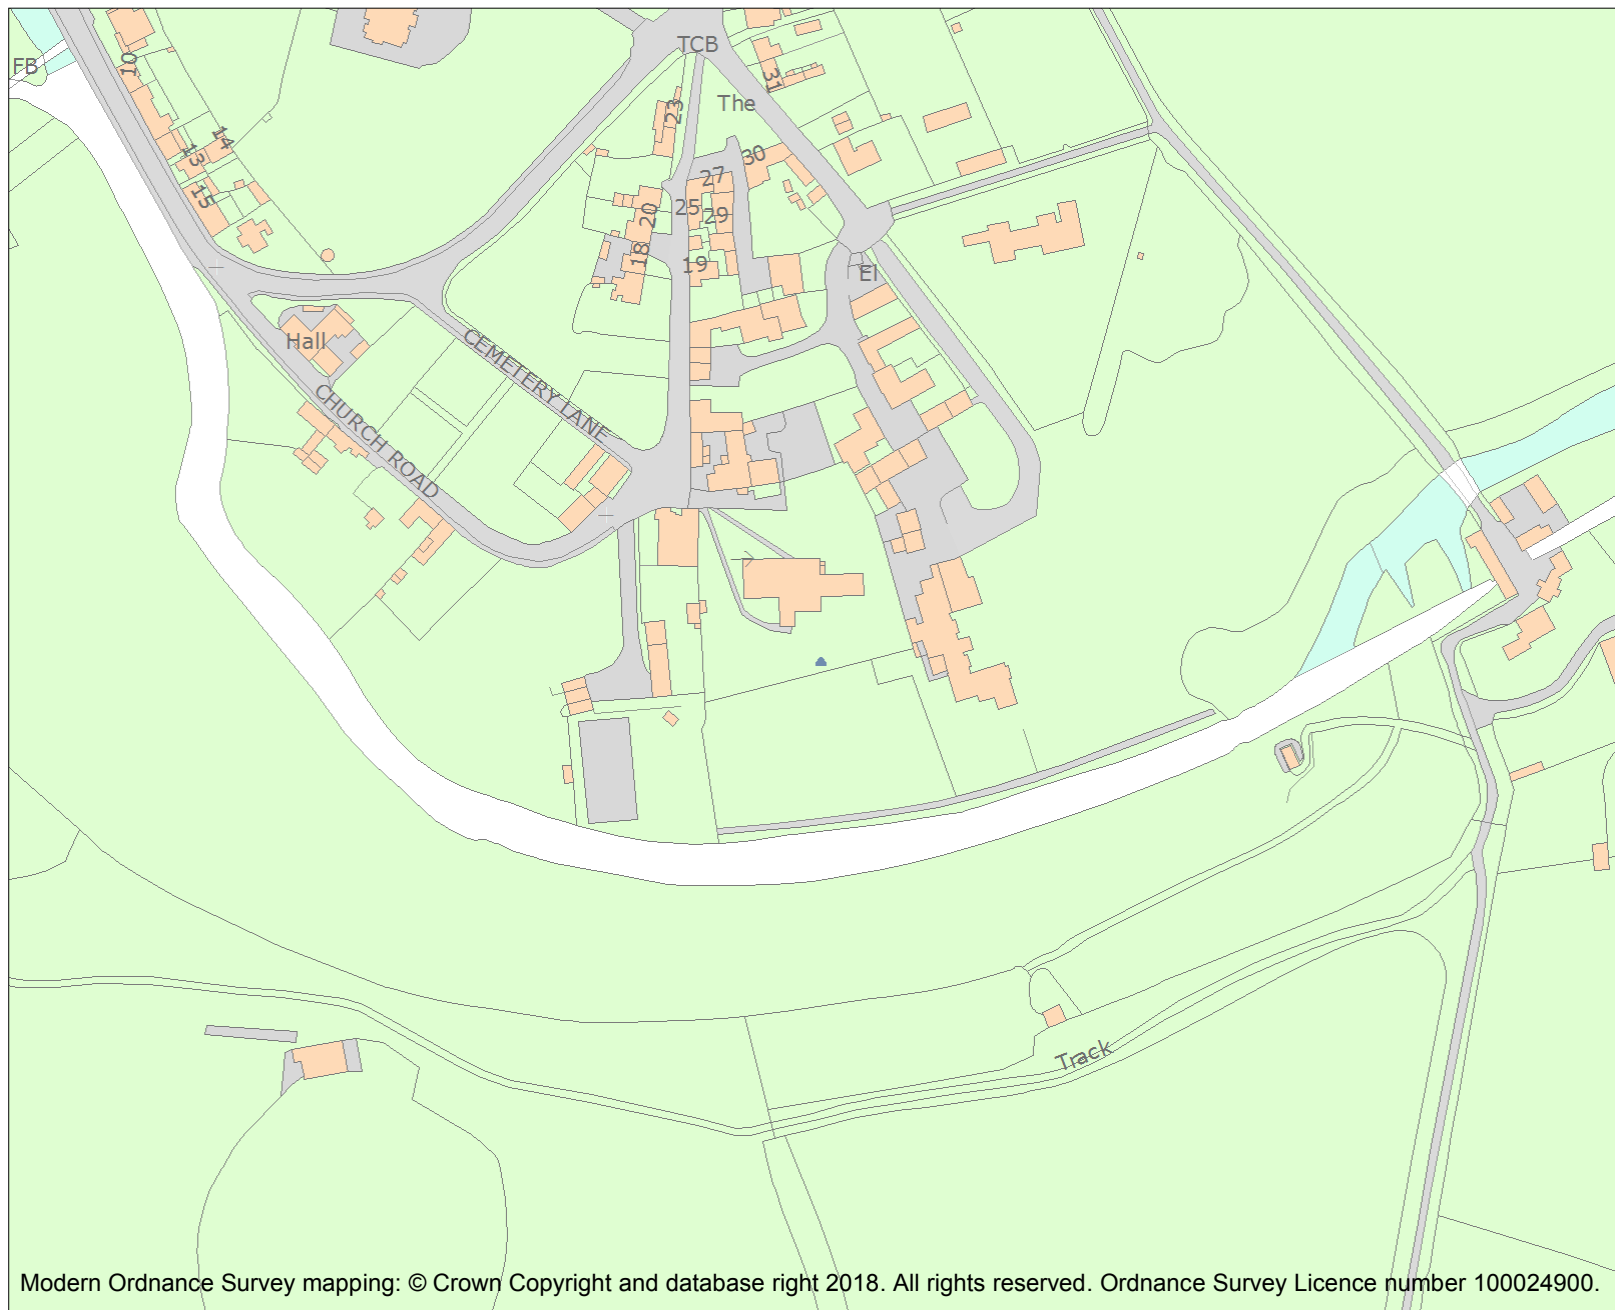 TCB
FB
10
31
The
23
14
13
30
27
15
20
25
29
18
19
El
Hall
CEMETERY LANE
CHURCH ROAD
Track
Modern Ordnance Survey mapping: © Crown Copyright and database right 2018. All rights reserved. Ordnance Survey Licence number 100024900.